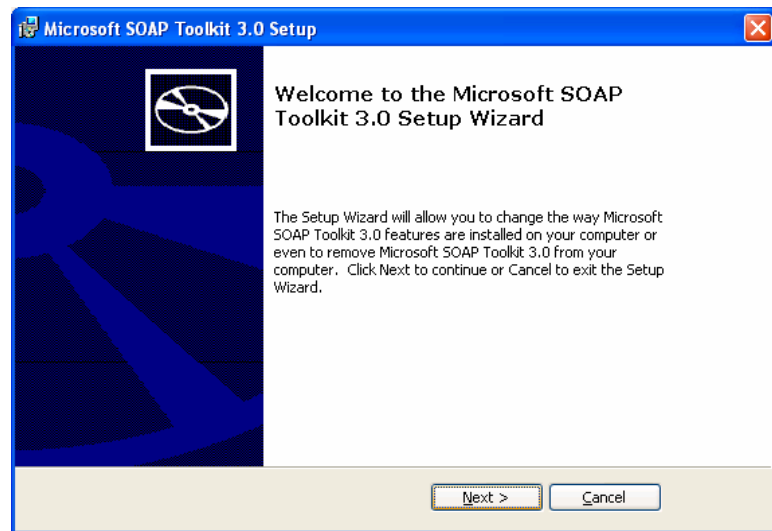 Microsoft SOAP Toolkit 3.0 Setup
Welcome to the Microsoft SOAP
Toolkit 3.0 Setup Wizard
The Setup Wizard will allow you to change the way Microsoft
SOAP Toolkit 3.0 features are installed on your computer or
even to remove Microsoft SOAP Toolkit 3.0 from your
computer.  Click Next to continue or Cancel to exit the Setup
Wizard.
Next >
Cancel